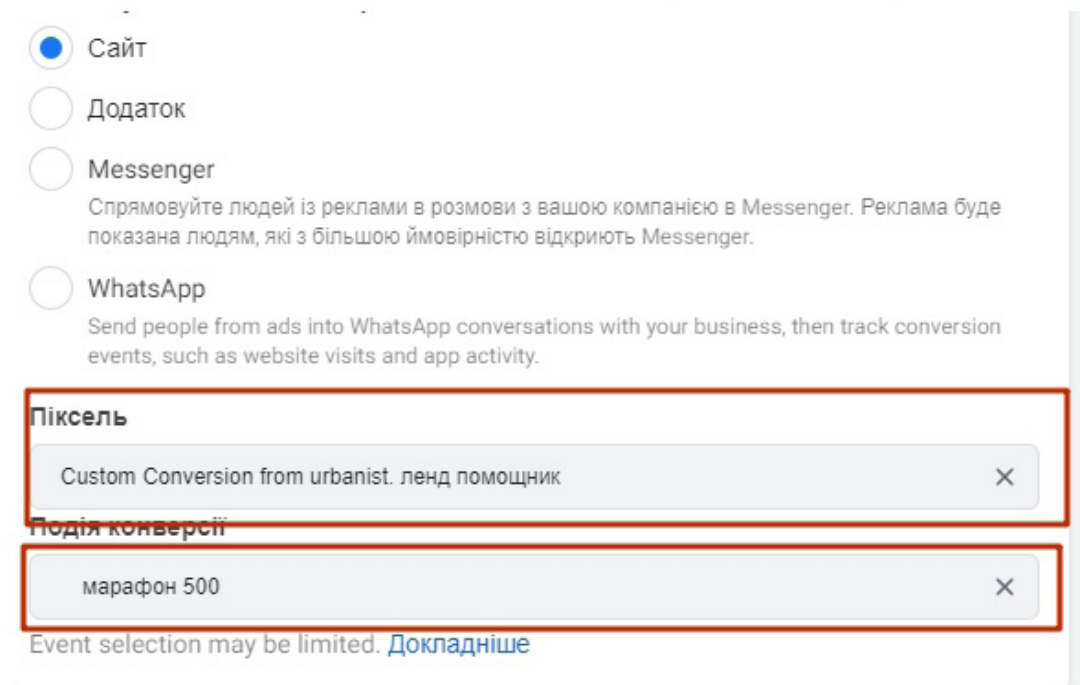 Сайт
Додаток
Messenger
Спрямовуйте людей із реклами в розмови з вашою компанією в Messenger. Реклама буде
показана людям, які з більшою ймовірністю відкриють Messenger.
WhatsApp
Send people from ads into WhatsApp conversations with your business, then track conversion
events, such as website visits and app activity.
Піксель
Custom Conversion from urbanist. ленд помощник
Подія конверсії
марафон 500
Event selection may be limited. Докладніше